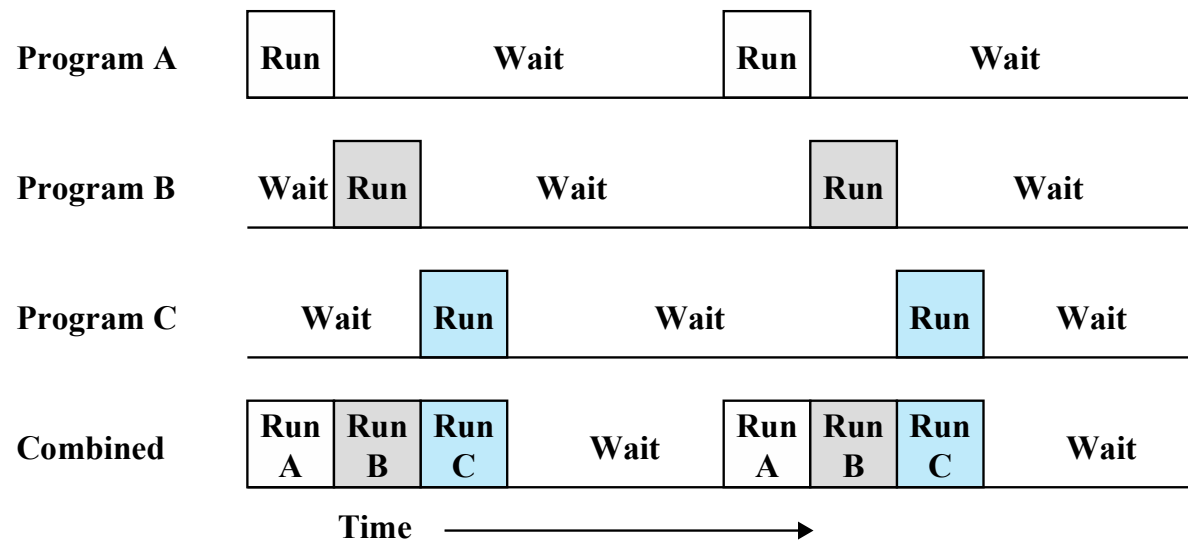 Program A Run Wait Run Wait
Program B Wait Run Wait Run Wait
Program C Wait Run Wait Run Wait
Combined Run A Run B Run C Wait Run A Run B Run C Wait
Time